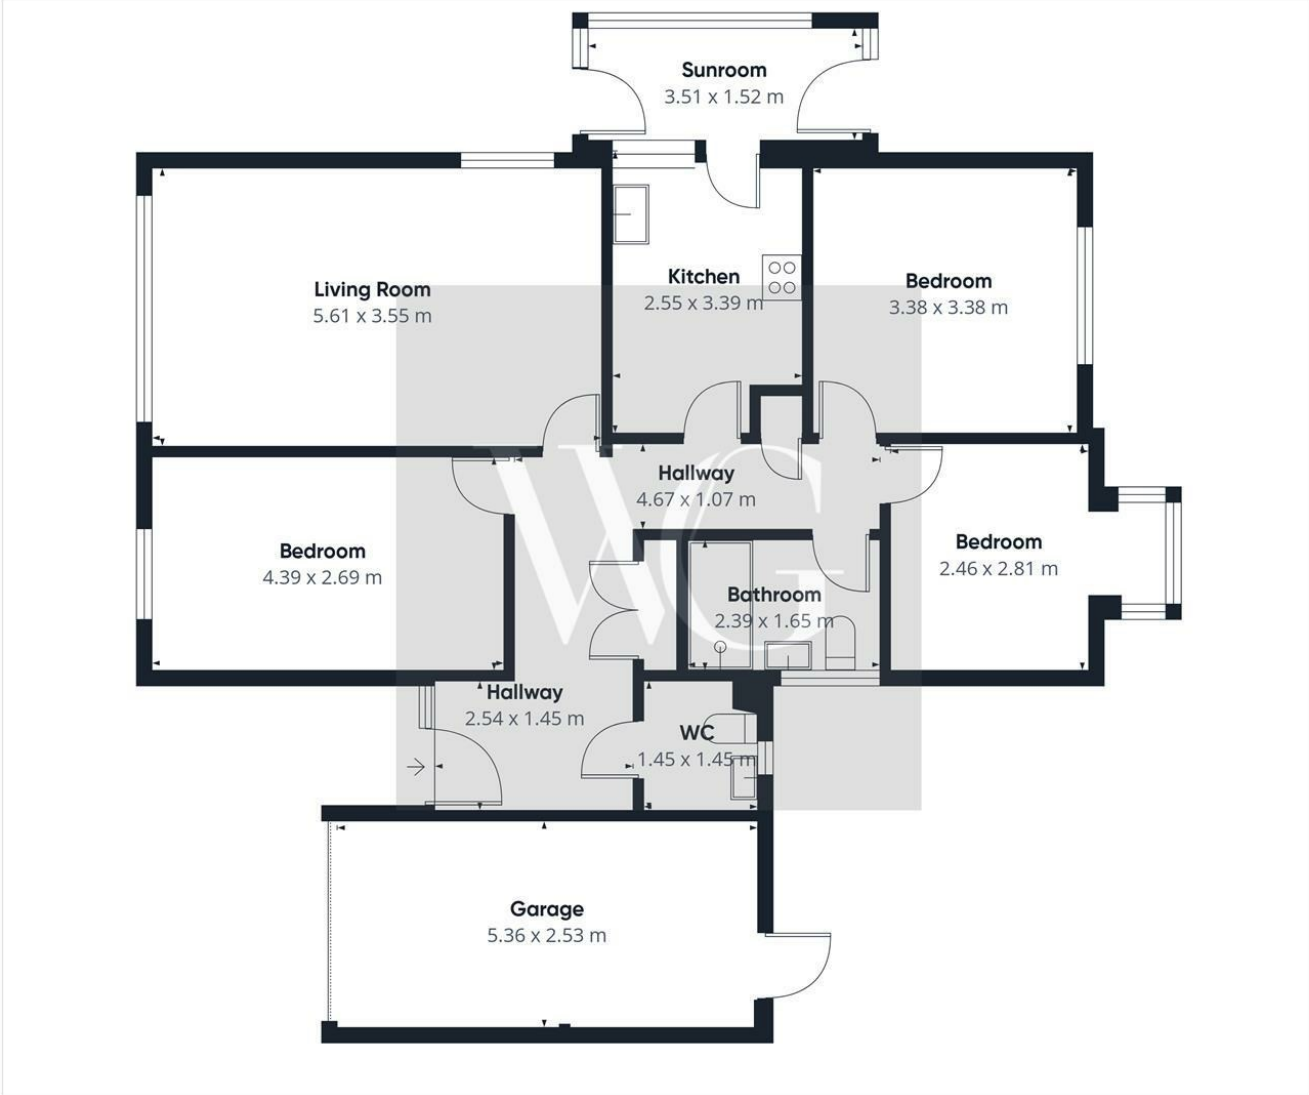 Sunroom
3.51 x 1.52 m
Living Room
5.61 x 3.55 m
Kitchen
2.55 x 3.39 m
Bedroom
3.38 x 3.38 m
Hallway
4.67 x 1.07 m
Bedroom
4.39 x 2.69 m
Bedroom
2.46 x 2.81 m
Bathroom
2.39 x 1.65 m
Hallway
2.54 x 1.45 m
WC
1.45 x 1.45 m
Garage
5.36 x 2.53 m
WG